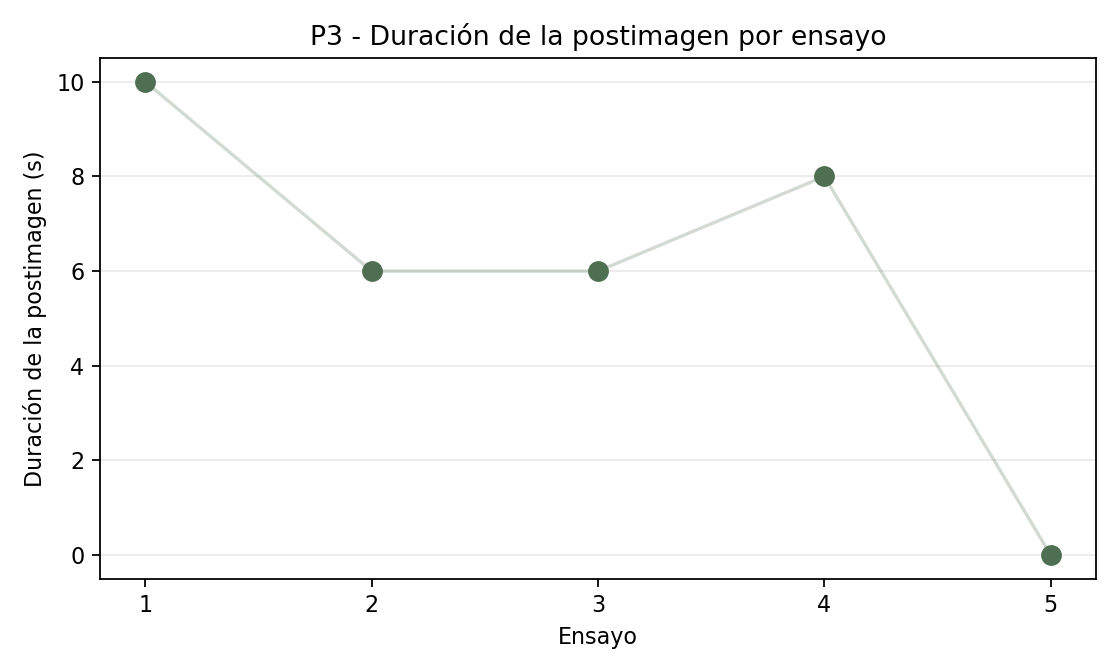 P3 - Duración de la postimagen por ensayo
Duración de la postimagen (s)
10
8
6
4
2
0
1 2 3 4 5
Ensayo